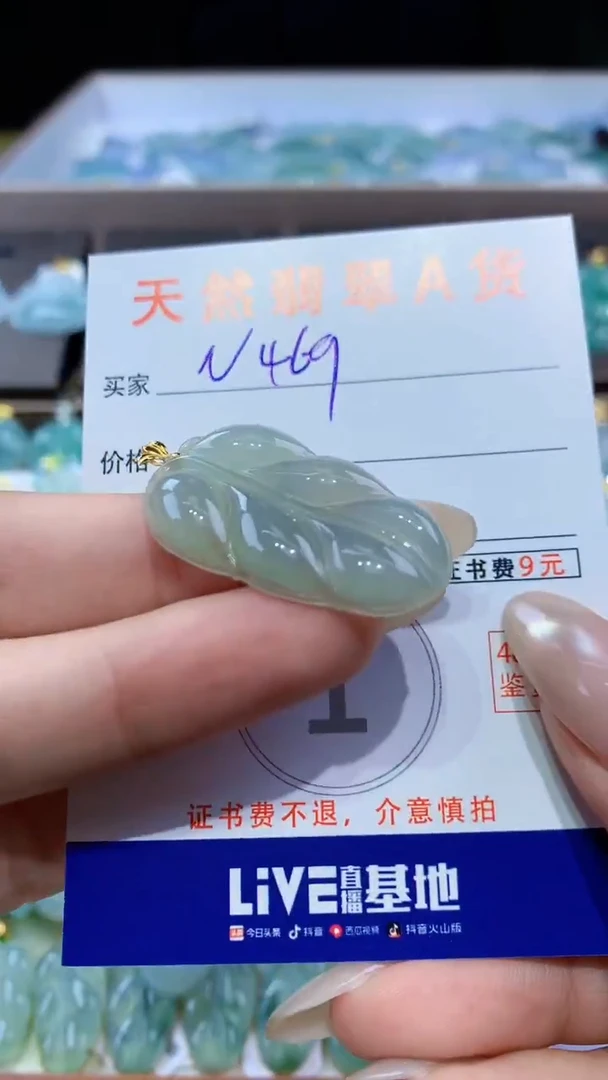 天然翡翠A货
买家 N469
价格
证书费9元
1
鉴
证书费不退，介意慎拍
LiVE直播基地
今日头条 抖音 西瓜视频 抖音火山版